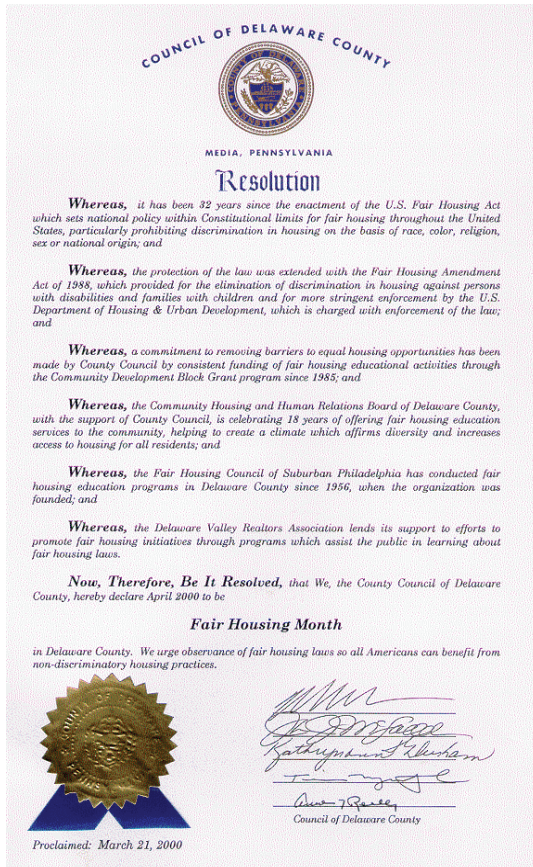 COUNCIL OF DELAWARE COUNTY
MEDIA, PENNSYLVANIA
Resolution
Whereas, it has been 32 years since the enactment of the U.S. Fair Housing Act
which sets national policy within Constitutional limits for fair housing throughout the United
States, particularly prohibiting discrimination in housing on the basis of race, color, religion,
sex or national origin; and
Whereas, the protection of the law was extended with the Fair Housing Amendment
Act of 1988, which provided for the elimination of discrimination in housing against persons
with disabilities and families with children and for more stringent enforcement by the U.S.
Department of Housing & Urban Development, which is charged with enforcement of the law;
and
Whereas, a commitment to removing barriers to equal housing opportunities has been
made by County Council by consistent funding of fair housing educational activities through
the Community Development Block Grant program since 1985; and
Whereas, the Community Housing and Human Relations Board of Delaware County,
with the support of County Council, is celebrating 18 years of offering fair housing education
services to the community, helping to create a climate which affirms diversity and increases
access to housing for all residents; and
Whereas, the Fair Housing Council of Suburban Philadelphia has conducted fair
housing education programs in Delaware County since 1956, when the organization was
founded; and
Whereas, the Delaware Valley Realtors Association lends its support to efforts to
promote fair housing initiatives through programs which assist the public in learning about
fair housing laws.
Now, Therefore, Be It Resolved, that We, the County Council of Delaware
County, hereby declare April 2000 to be
Fair Housing Month
in Delaware County. We urge observance of fair housing laws so all Americans can benefit from
non-discriminatory housing practices.
Council of Delaware County
Proclaimed: March 21, 2000